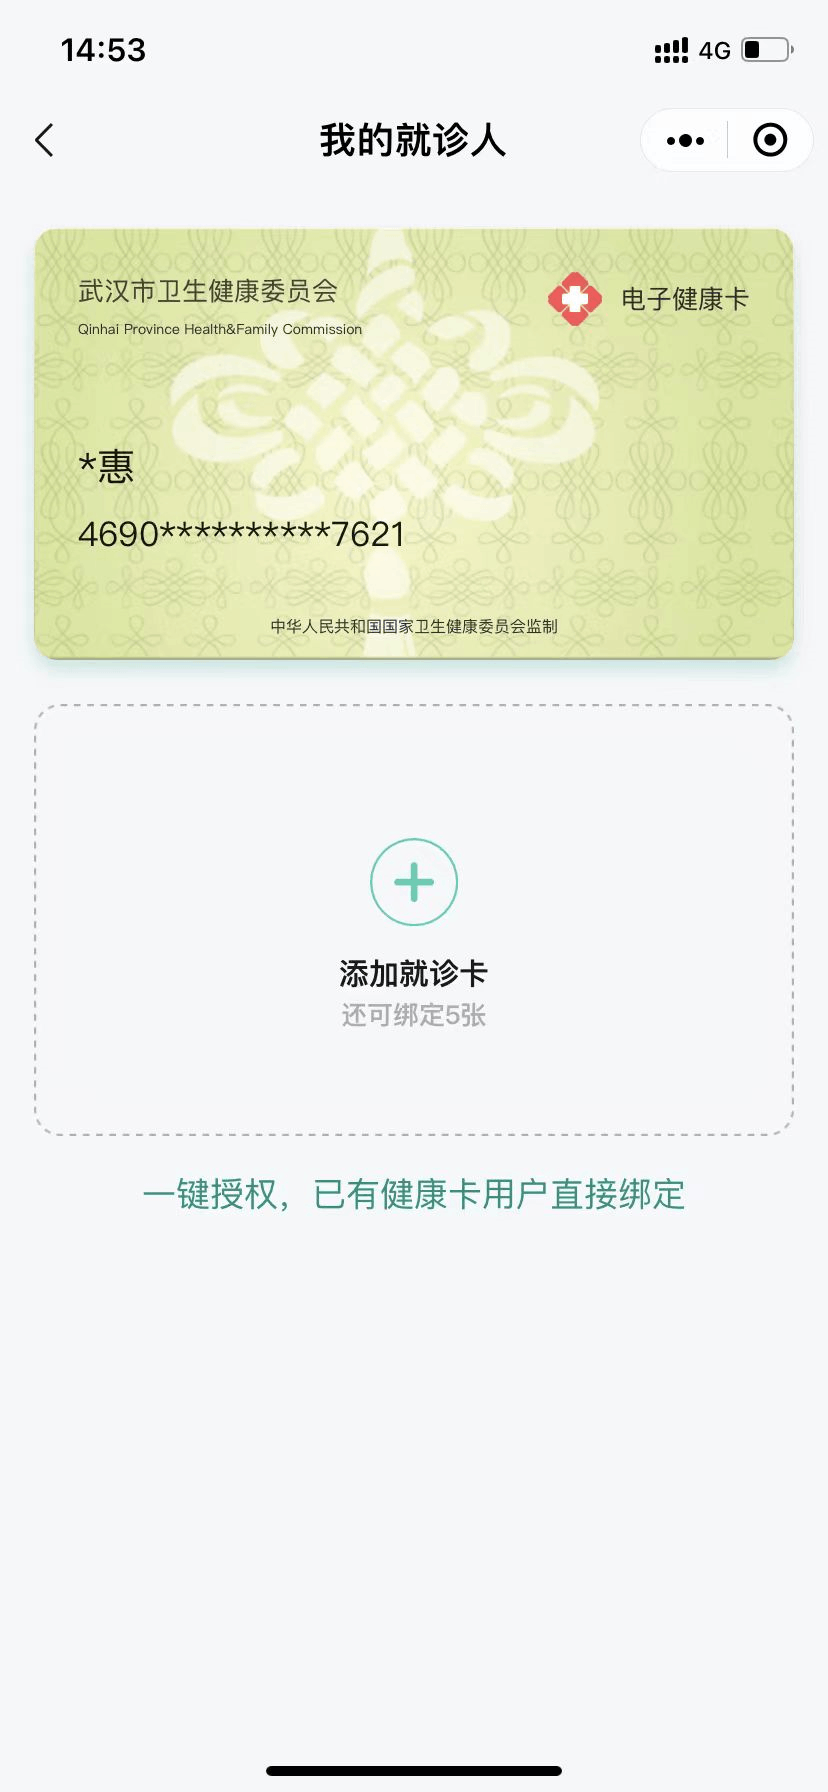 14:53
4G
我的就诊人
武汉市卫生健康委员会
电子健康卡
Qinhai Province Health&Family Commission
*惠
4690**********7621
中华人民共和国国家卫生健康委员会监制
添加就诊卡
还可绑定5张
一键授权，已有健康卡用户直接绑定